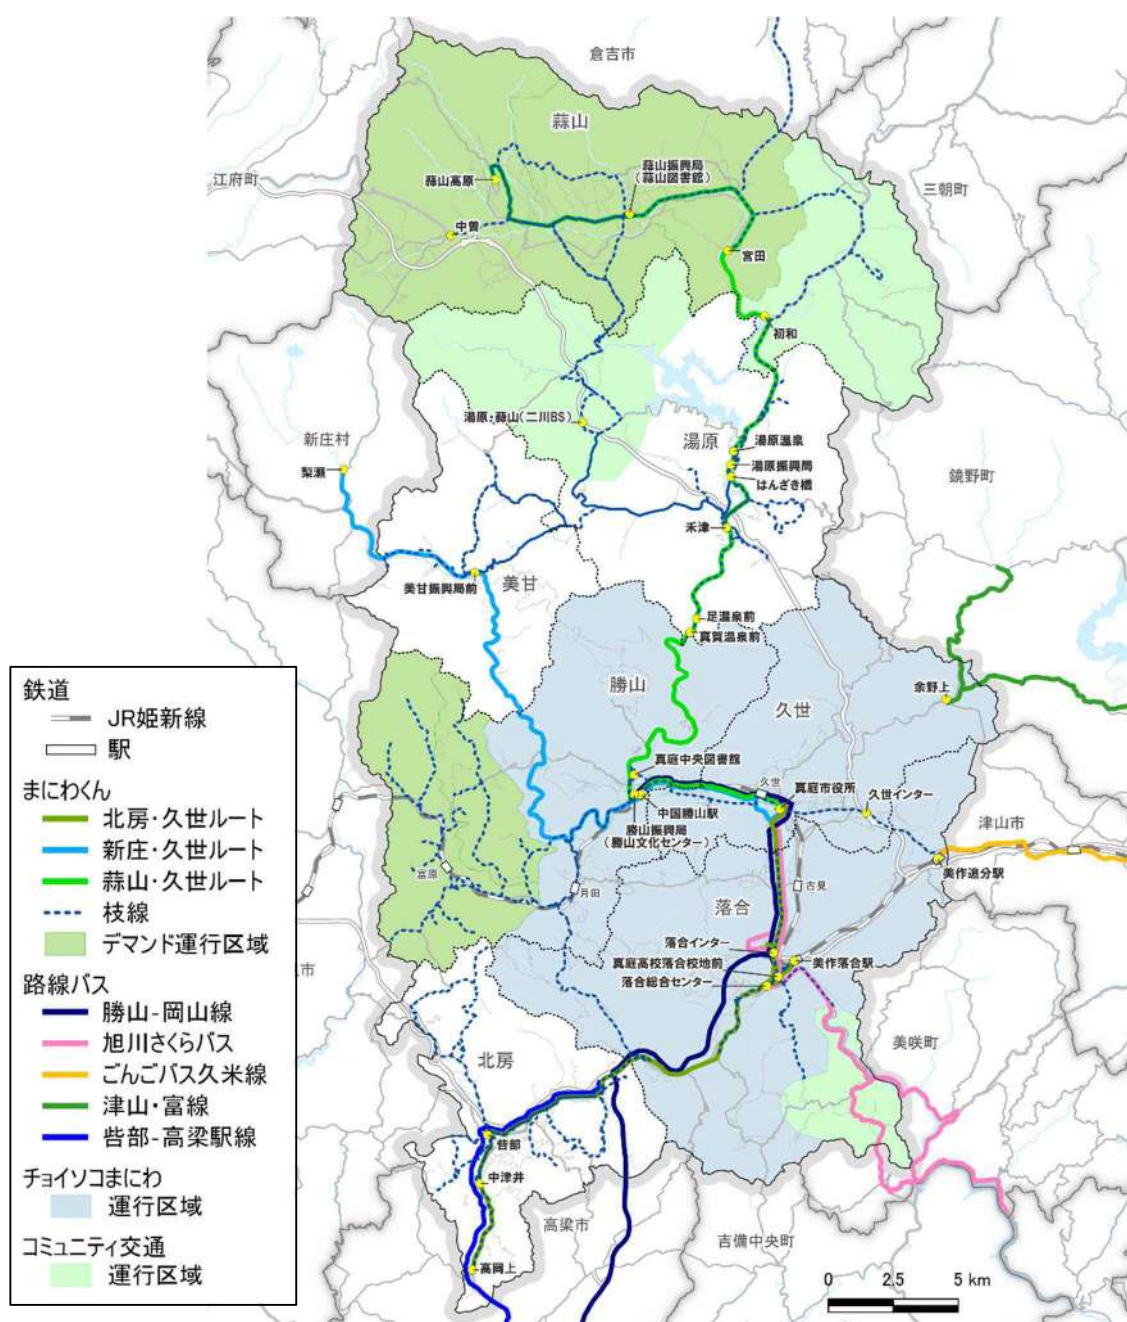 倉吉市
蒜山
蒜山振興局
(蒜山図書館)
江府町
蒜山高原
三朝町
中曽
宮田
初和
湯原・蒜山(二川BS)
新庄村
湯原
湯原温泉
梨瀬
湯原振興局
はんざき橋
鏡野町
禾津
美甘振興局前
美甘
足温泉前
真賀温泉前
勝山
余野上
久世
鉄道
JR姫新線
駅
まにわくん
北房・久世ルート
新庄・久世ルート
蒜山・久世ルート
枝線
デマンド運行区域
路線バス
勝山-岡山線
旭川さくらバス
ごんごバス久米線
津山・富線
呰部-高梁駅線
チョイソコまにわ
運行区域
コミュニティ交通
運行区域
真庭中央図書館
久世
真庭市役所
久世インター
中国勝山駅
津山市
勝山振興局
(勝山文化センター)
美作追分駅
富原
月田
古見
落合
落合インター
真庭高校落合校地前
美作落合駅
落合総合センター
市
美咲町
北房
呰部
中津井
高梁市
吉備中央町
高岡上
0 2.5 5 km